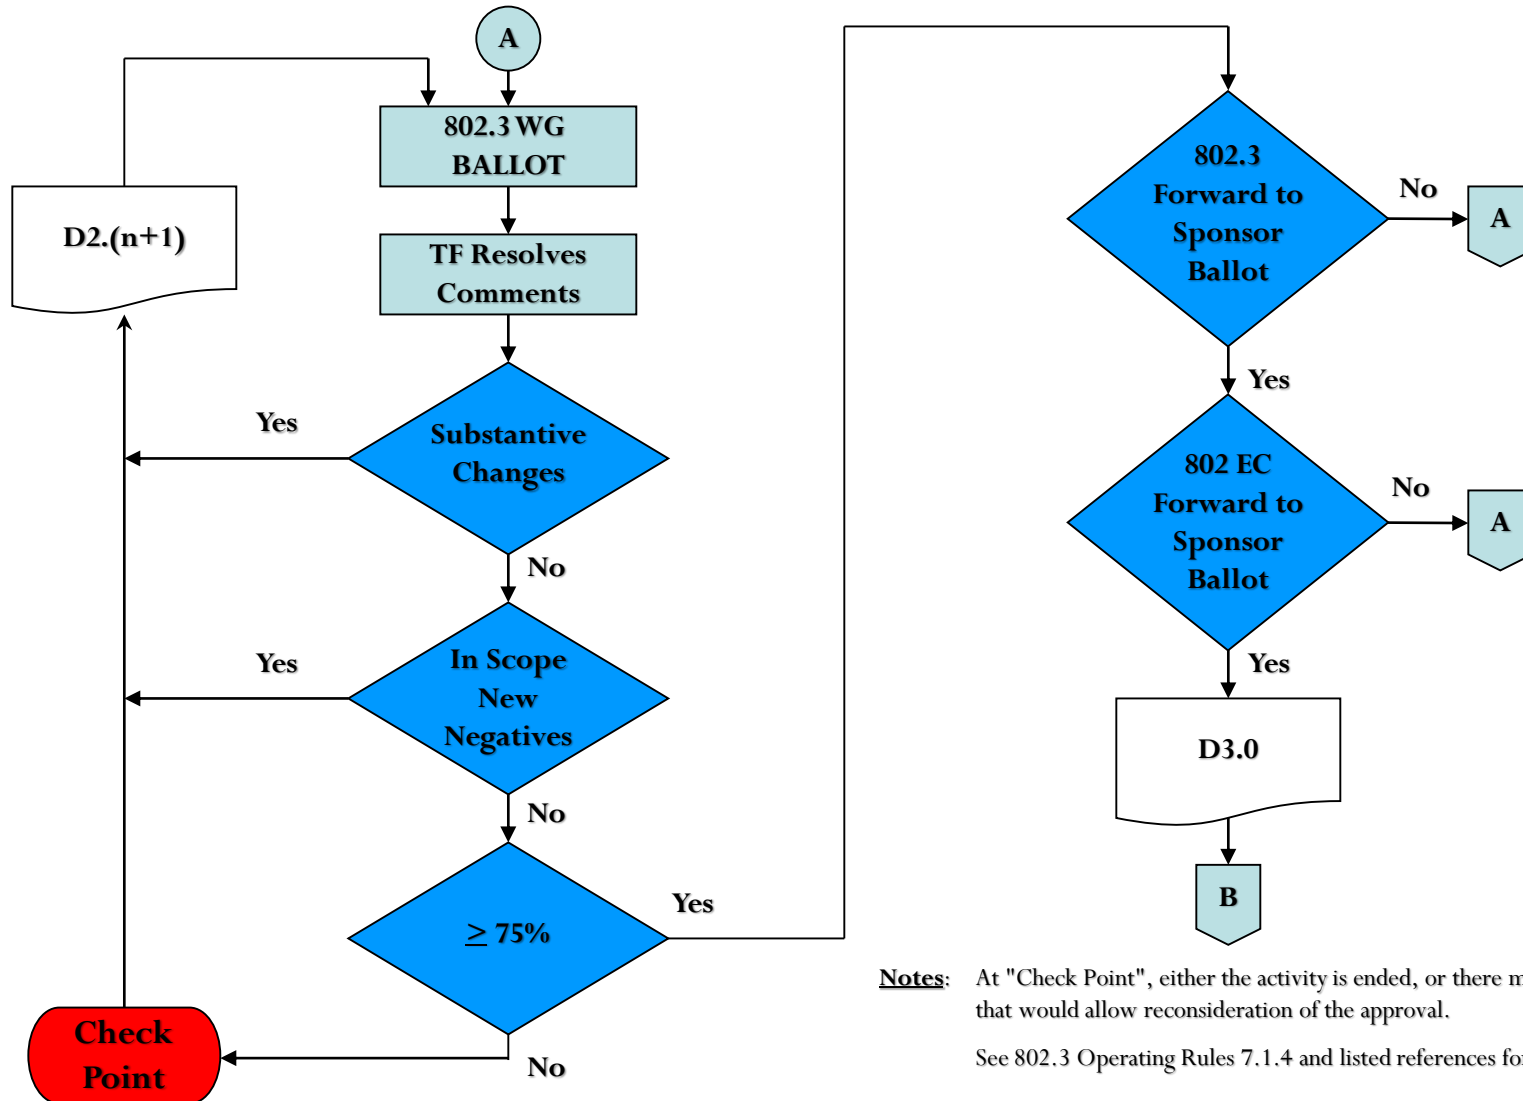 A
802.3 WG
BALLOT
D2.(n+1)
TF Resolves
Comments
Yes
Substantive
Changes
No
Yes
In Scope
New
Negatives
No
≥ 75%
Yes
No
Check
Point
802.3
Forward to
Sponsor
Ballot
No
A
Yes
802 EC
Forward to
Sponsor
Ballot
No
A
Yes
D3.0
B
Notes: At "Check Point", either the activity is ended, or there
that would allow reconsideration of the approval.
See 802.3 Operating Rules 7.1.4 and listed references